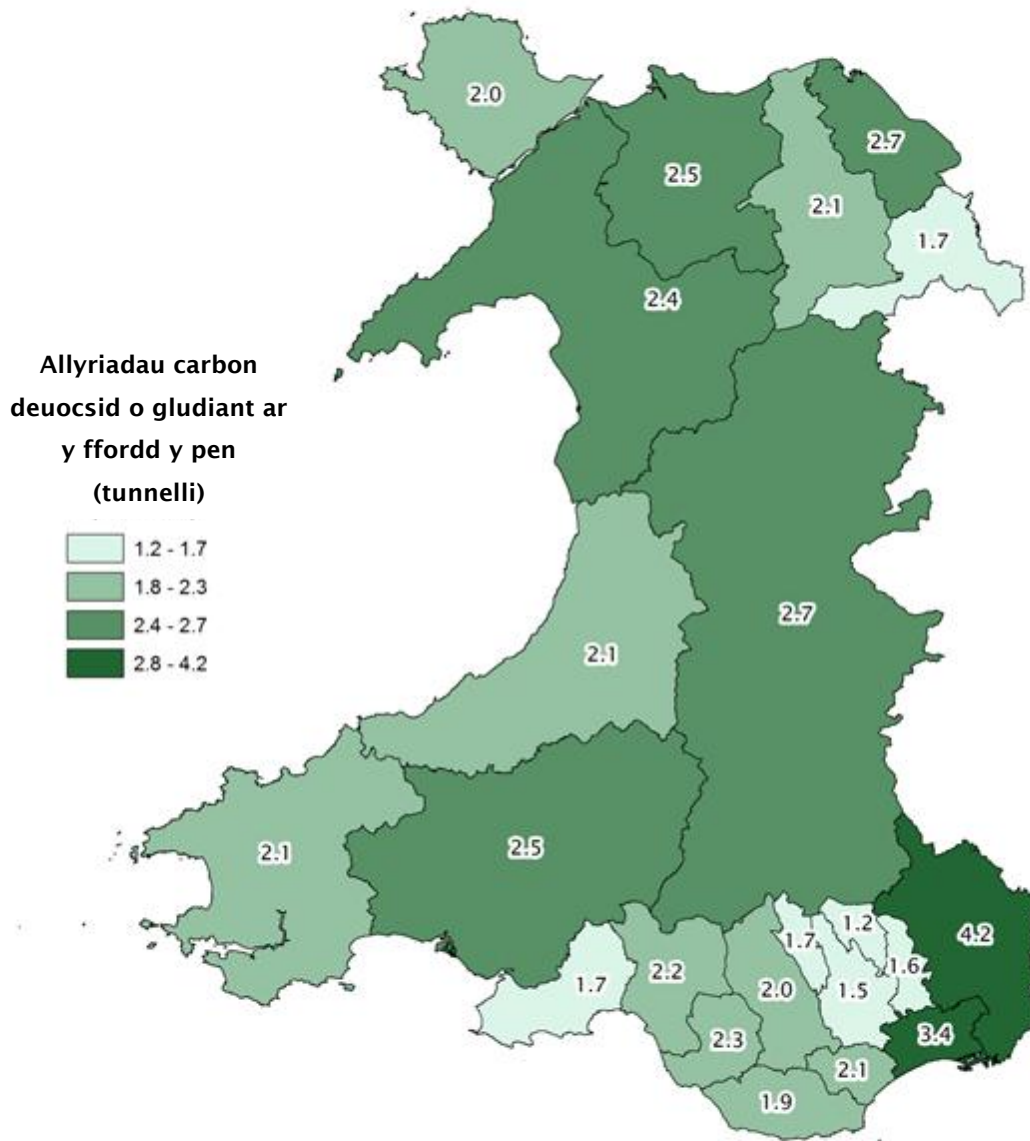 2.0
2.7
2.5
2.1
1.7
2.4
Allyriadau carbon
deuocsid o gludiant ar
y ffordd y pen
(tunnelli)
1.2 - 1.7
1.8 - 2.3
2.4 - 2.7
2.8 - 4.2
2.7
2.1
2.1
2.5
1.7
1.2
4.2
1.6
1.7
2.2
2.0
1.5
2.3
3.4
2.1
1.9